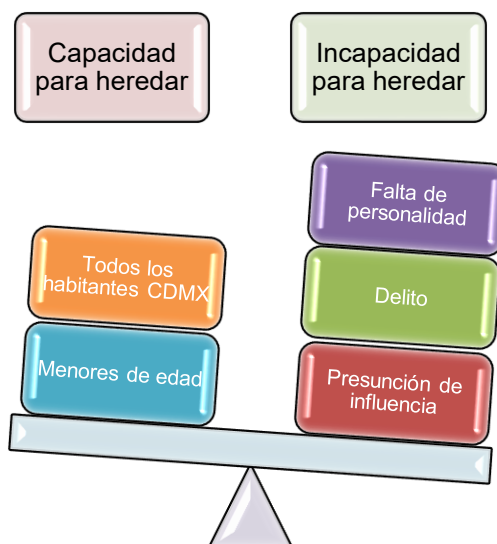 Capacidad
para heredar
Incapacidad
para heredar
Todos los
habitantes CDMX
Menores de edad
Falta de
personalidad
Delito
Presunción de
influencia